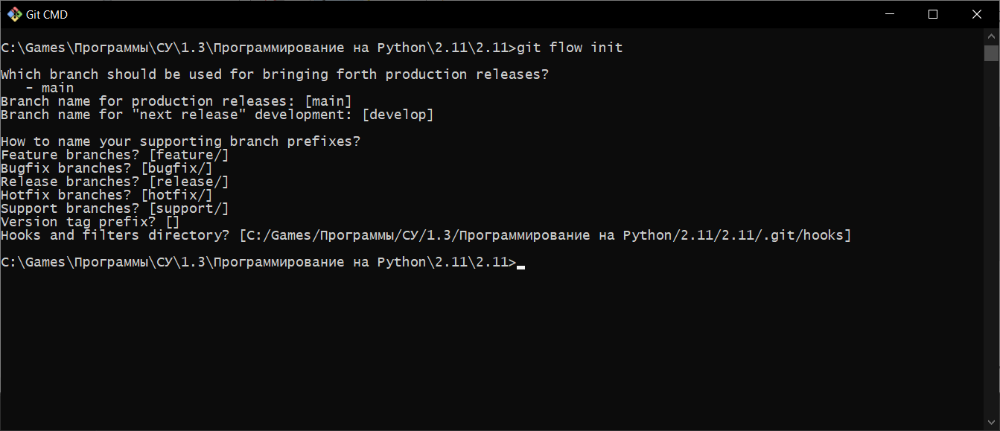 Git CMD
C:\Games\Программы\СУ\1.3\Программирование на Python\2.11\2.11>git flow init
Which branch should be used for bringing forth production releases?
   - main
Branch name for production releases: [main]
Branch name for "next release" development: [develop]
How to name your supporting branch prefixes?
Feature branches? [feature/]
Bugfix branches? [bugfix/]
Release branches? [release/]
Hotfix branches? [hotfix/]
Support branches? [support/]
Version tag prefix? []
Hooks and filters directory? [C:/Games/Программы/СУ/1.3/Программирование на Python/2.11/2.11/.git/hooks]
C:\Games\Программы\СУ\1.3\Программирование на Python\2.11\2.11>